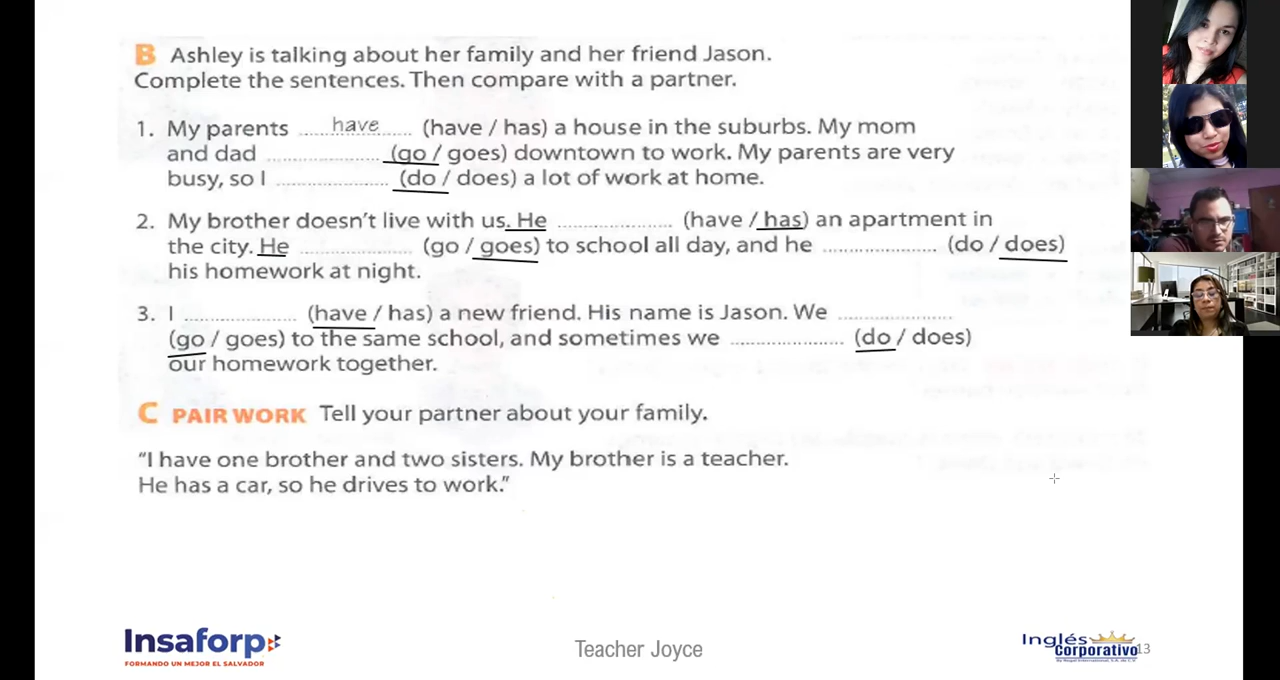 B Ashley is talking about her family and her friend Jason.
Complete the sentences. Then compare with a partner.
1. My parents have (have / has) a house in the suburbs. My mom
and dad .................... (go / goes) downtown to work. My parents are very
busy, so I .................... (do / does) a lot of work at home.
2. My brother doesn't live with us. He .................... (have / has) an apartment in
the city. He .................... (go / goes) to school all day, and he .................... (do / does)
his homework at night.
3. I .................... (have / has) a new friend. His name is Jason. We ....................
(go / goes) to the same school, and sometimes we .................... (do / does)
our homework together.
C PAIR WORK Tell your partner about your family.
"I have one brother and two sisters. My brother is a teacher.
He has a car, so he drives to work."
Insaforp
FORMANDO UN MEJOR EL SALVADOR
Teacher Joyce
Inglés
Corporativo
13